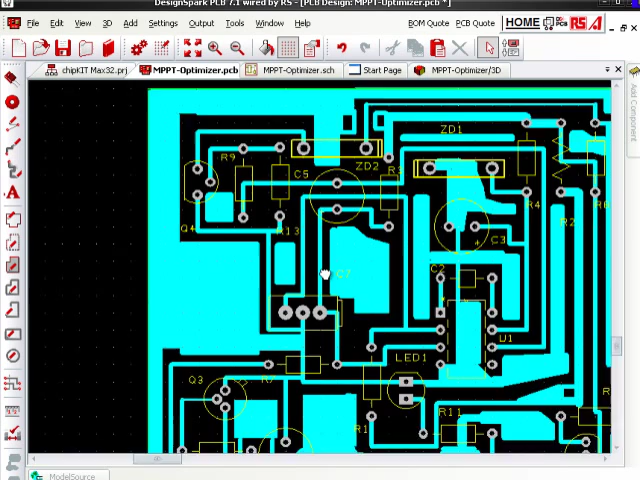 DesignSpark PCB 7.1 wired by RS - [PCB Design: MPPT-Optimizer.pcb *]
File Edit View Add Settings Output Tools Window Help BOM Quote PCB Quote HOME 3D RS A
chipKIT Max32.prj MPPT-Optimizer.pcb MPPT-Optimizer.sch Start Page MPPT-Optimizer/3D
Add Component
ZD1
R9 ZD2 R3
C5
R4 R6
Q4 R13 R2
C3
C7 C2
U1
LED1
Q3 R7
R11
R1
ModelSource